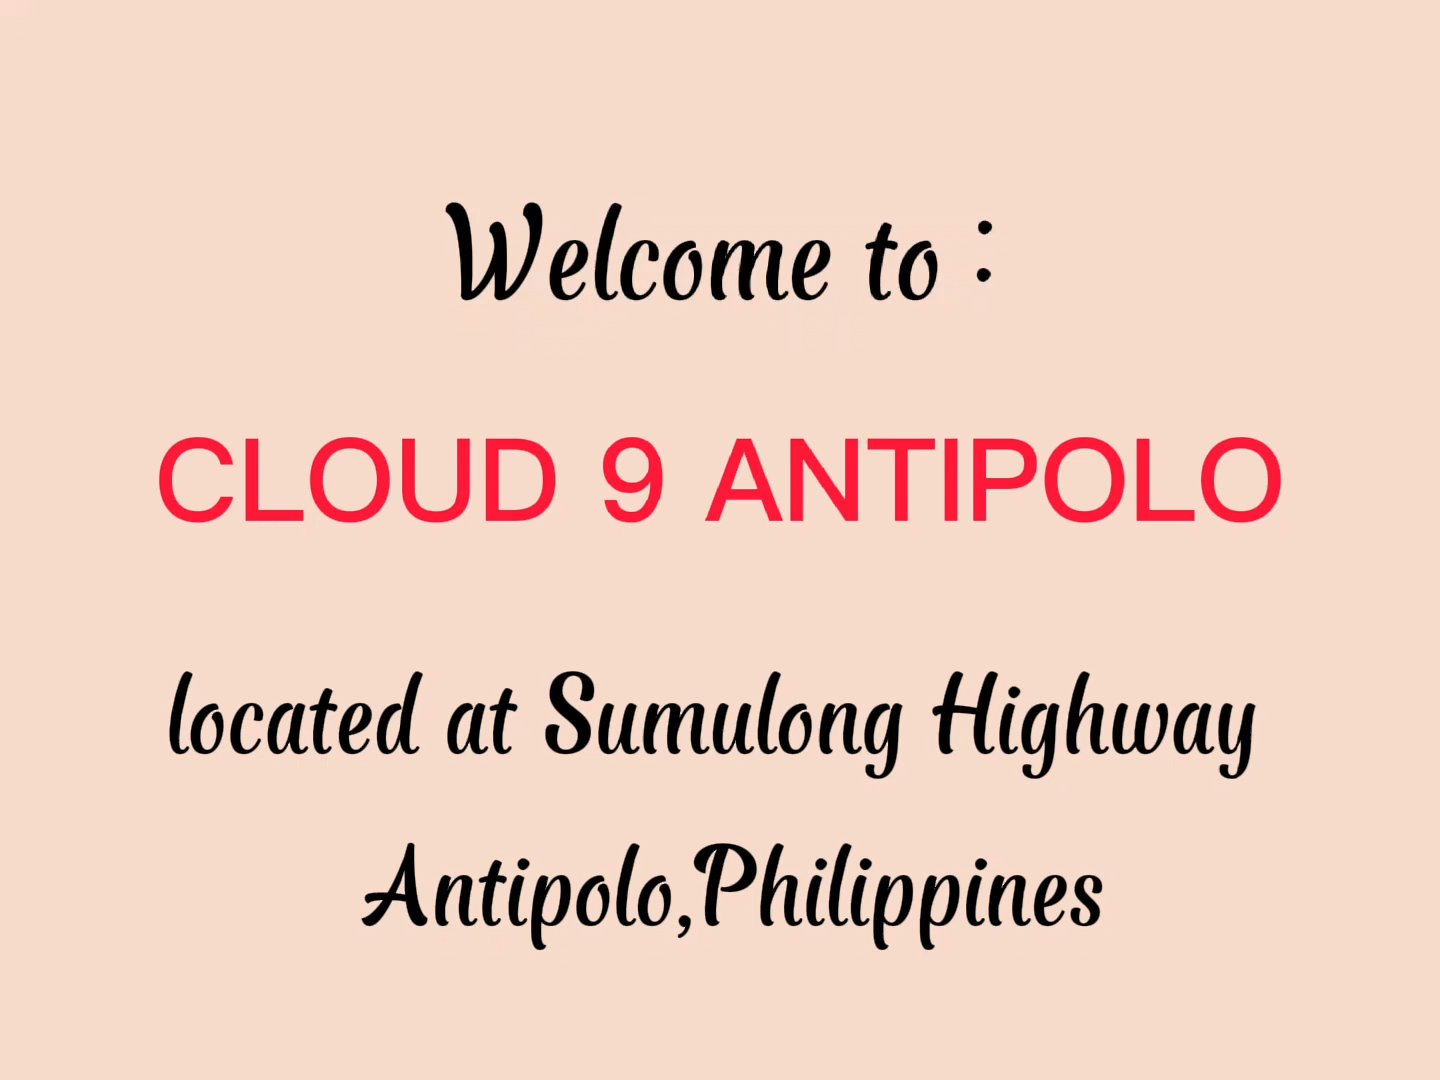 Welcome to :
CLOUD 9 ANTIPOLO
located at Sumulong Highway
Antipolo,Philippines